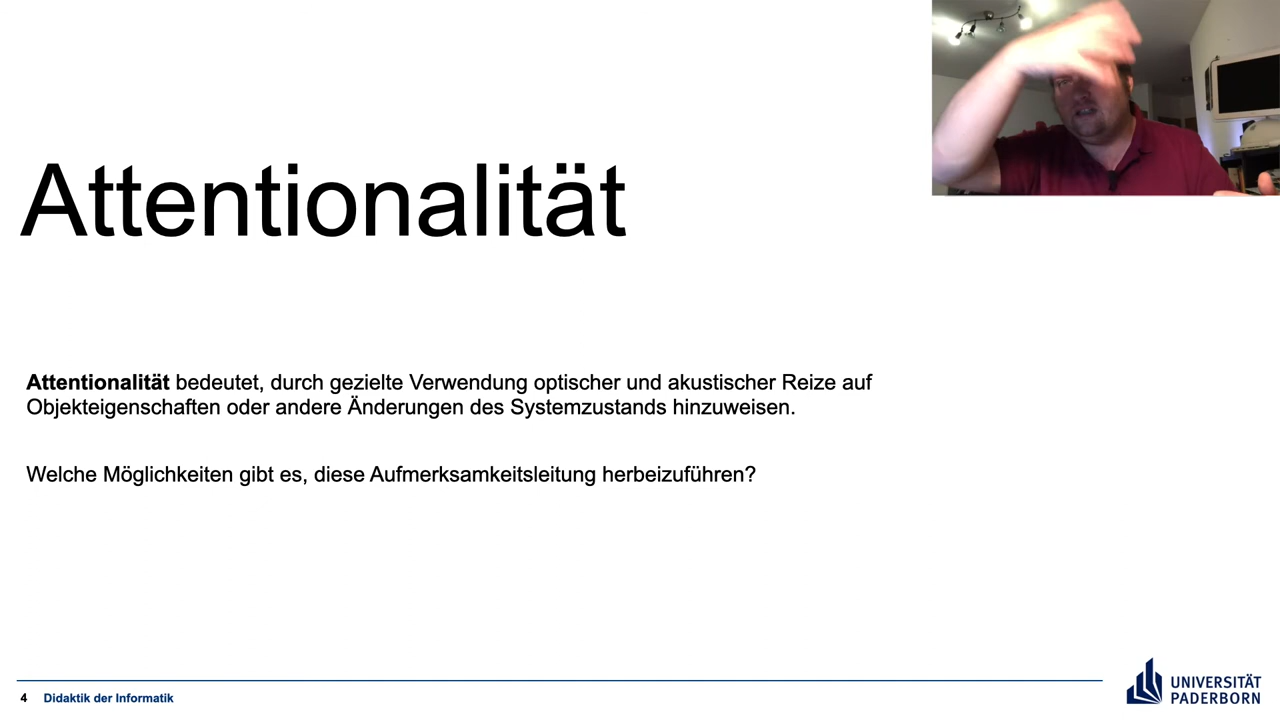 Attentionalität
Attentionalität bedeutet, durch gezielte Verwendung optischer und akustischer Reize auf
Objekteigenschaften oder andere Änderungen des Systemzustands hinzuweisen.
Welche Möglichkeiten gibt es, diese Aufmerksamkeitsleitung herbeizuführen?
4 Didaktik der Informatik
UNIVERSITÄT
PADERBORN